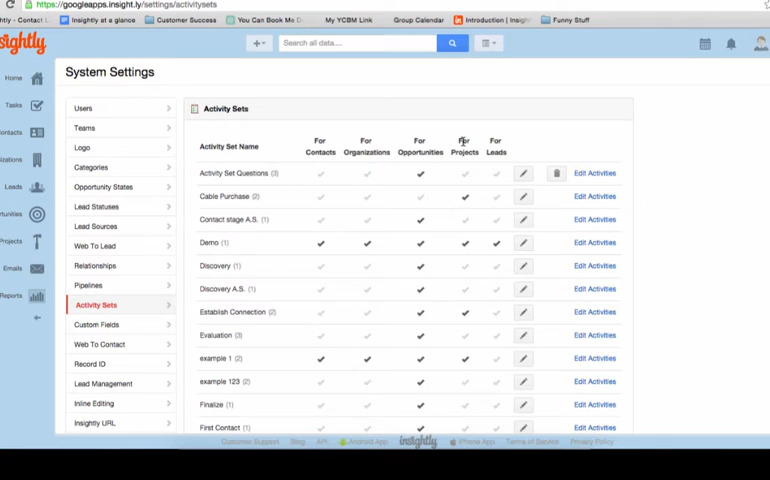 https://googleapps.insight.ly/settings/activitysets
Insightly at a glance
Customer Success
You Can Book Me
My YCBM Link
Group Calendar
Introduction | Insigh
Funny Stuff
Search all data....
System Settings
Home
Tasks
ontacts
izations
Leads
rtunities
Projects
Emails
Reports
Users
Teams
Logo
Categories
Opportunity States
Lead Statuses
Lead Sources
Web To Lead
Relationships
Pipelines
Activity Sets
Custom Fields
Web To Contact
Record ID
Lead Management
Inline Editing
Insightly URL
Activity Sets
Activity Set Name For Contacts For Organizations For Opportunities For Projects For Leads
Activity Set Questions (3) Edit Activities
Cable Purchase (2) Edit Activities
Contact stage A.S. (1) Edit Activities
Demo (1) Edit Activities
Discovery (1) Edit Activities
Discovery A.S. (1) Edit Activities
Establish Connection (2) Edit Activities
Evaluation (3) Edit Activities
example 1 (2) Edit Activities
example 123 (2) Edit Activities
Finalize (1) Edit Activities
First Contact (1) Edit Activities
Customer Support Blog API Android App insightly iPhone App Terms of Service Privacy Policy